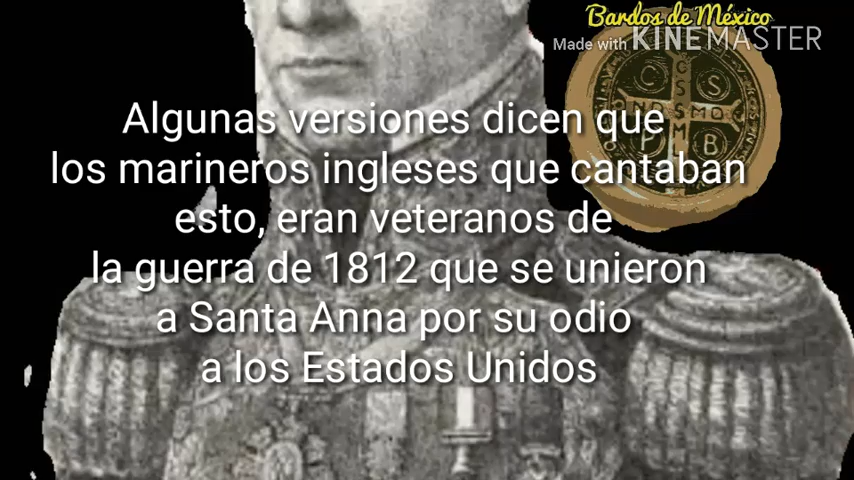 Bardos de México
Made with KINEMASTER
Algunas versiones dicen que
los marineros ingleses que cantaban
esto, eran veteranos de
la guerra de 1812 que se unieron
a Santa Anna por su odio
a los Estados Unidos
C S
C
S
S
M
N D S M D
P B